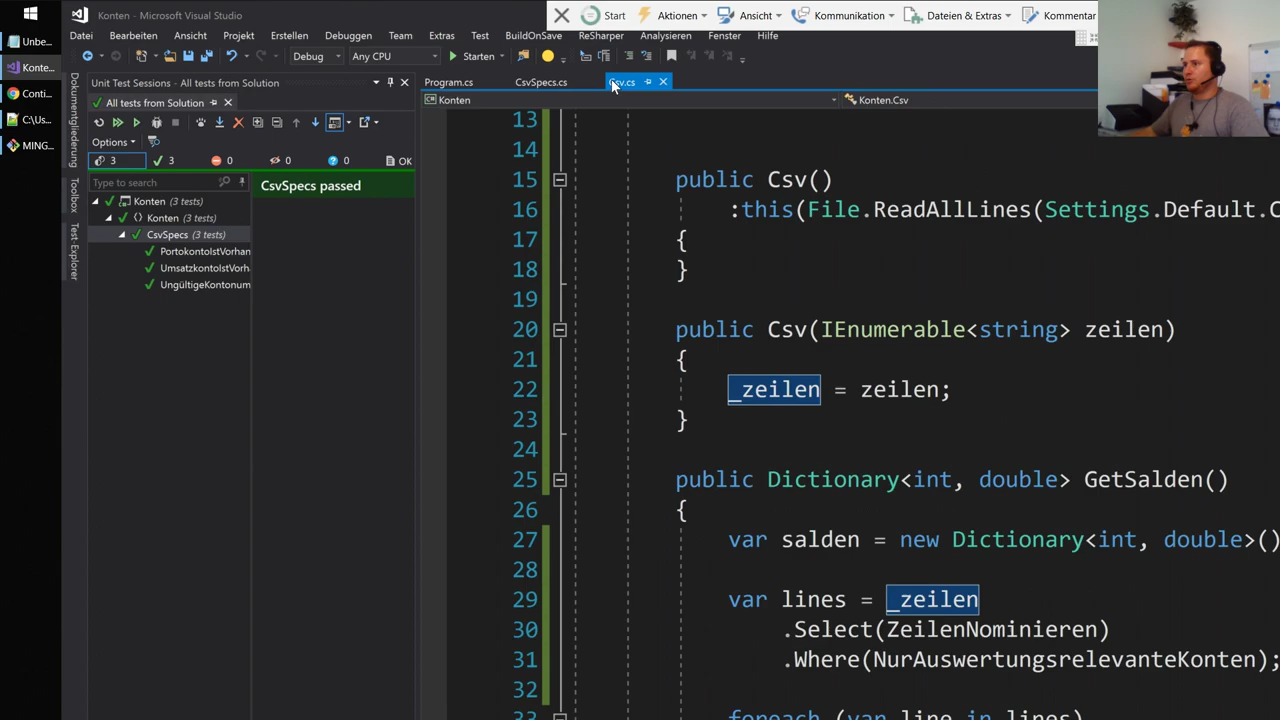 Konten - Microsoft Visual Studio
Start
Aktionen
Ansicht
Kommunikation
Dateien & Extras
Kommentar
Datei
Bearbeiten
Ansicht
Projekt
Erstellen
Debuggen
Team
Extras
Test
BuildOnSave
ReSharper
Analysieren
Fenster
Hilfe
Debug
Any CPU
Starten
Unbe...
Konte...
Conti...
C:\Us...
MING...
Dokumentgliederung
Toolbox
Test-Explorer
Unit Test Sessions - All tests from Solution
All tests from Solution
Options
3
3
0
0
0
OK
Type to search
Konten (3 tests)
Konten (3 tests)
CsvSpecs (3 tests)
PortokontoIstVorhan
UmsatzkontoIstVorh
UngültigeKontonum
CsvSpecs passed
Program.cs
CsvSpecs.cs
Csv.cs
Konten
Konten.Csv
13
14
15 public Csv()
16 :this(File.ReadAllLines(Settings.Default.C
17 {
18 }
19
20 public Csv(IEnumerable<string> zeilen)
21 {
22 _zeilen = zeilen;
23 }
24
25 public Dictionary<int, double> GetSalden()
26 {
27 var salden = new Dictionary<int, double>()
28
29 var lines = _zeilen
30 .Select(ZeilenNominieren)
31 .Where(NurAuswertungsrelevanteKonten);
32
33 foreach (var line in lines)